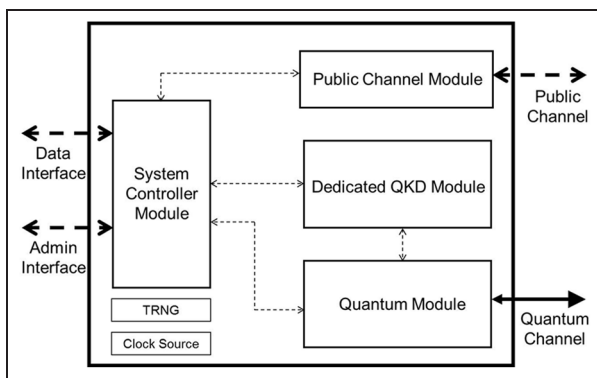 Public Channel Module
Public
Channel
Data
Interface
System
Controller
Module
Dedicated QKD Module
Admin
Interface
TRNG
Quantum Module
Clock Source
Quantum
Channel